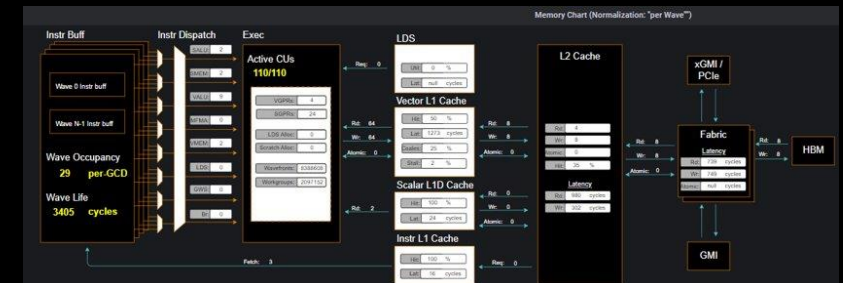 Memory Chart (Normalization: "per Wave"")
Instr Buff
Wave 0 Instr buff
Wave N-1 Instr buff
Wave Occupancy
29 per-GCD
Wave Life
3405 cycles
Instr Dispatch
SALU: 2
SMEM: 2
VALU: 9
MFMA: 0
VMEM: 2
LDS: 0
GWS: 0
Br: 0
Exec
Active CUs
110/110
VGPRs: 4
SGPRs: 24
LDS Alloc: 0
Scratch Alloc: 0
Wavefronts:
Workgroups: 2097152
Req: 0
Rd: 64
Wr: 64
Atomic: 0
Rd: 2
Fetch: 3
LDS
Util: 0 %
Lat: null cycles
Vector L1 Cache
Hit: 50 %
Lat: 1273 cycles
Coales: 25 %
Stall: 2 %
Scalar L1D Cache
Hit: 100 %
Lat: 24 cycles
Instr L1 Cache
Hit: 100 %
Lat: 16 cycles
Rd: 8
Wr: 8
Atomic: 0
Rd: 0
Wr: 0
Atomic: 0
Req: 0
L2 Cache
Rd: 4
Wr: 8
Atomic: 0
Hit: 35 %
Latency
Rd: cycles
Wr: cycles
Rd: 8
Wr: 8
Atomic: 0
xGMI /
PCIe
Fabric
Latency
Rd: 739 cycles
Wr: 749 cycles
Atomic: null cycles
GMI
Rd: 8
Wr: 8
HBM